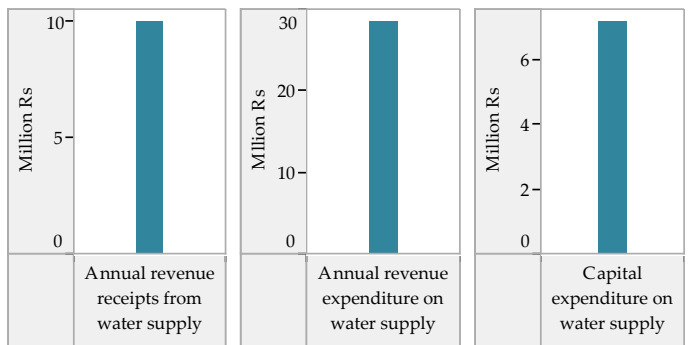 Million Rs
10
5
0
Annual revenue
receipts from
water supply
Mllion Rs
30
20
10
0
Annual revenue
expenditure on
water supply
Million Rs
6
4
2
0
Capital
expenditure on
water supply